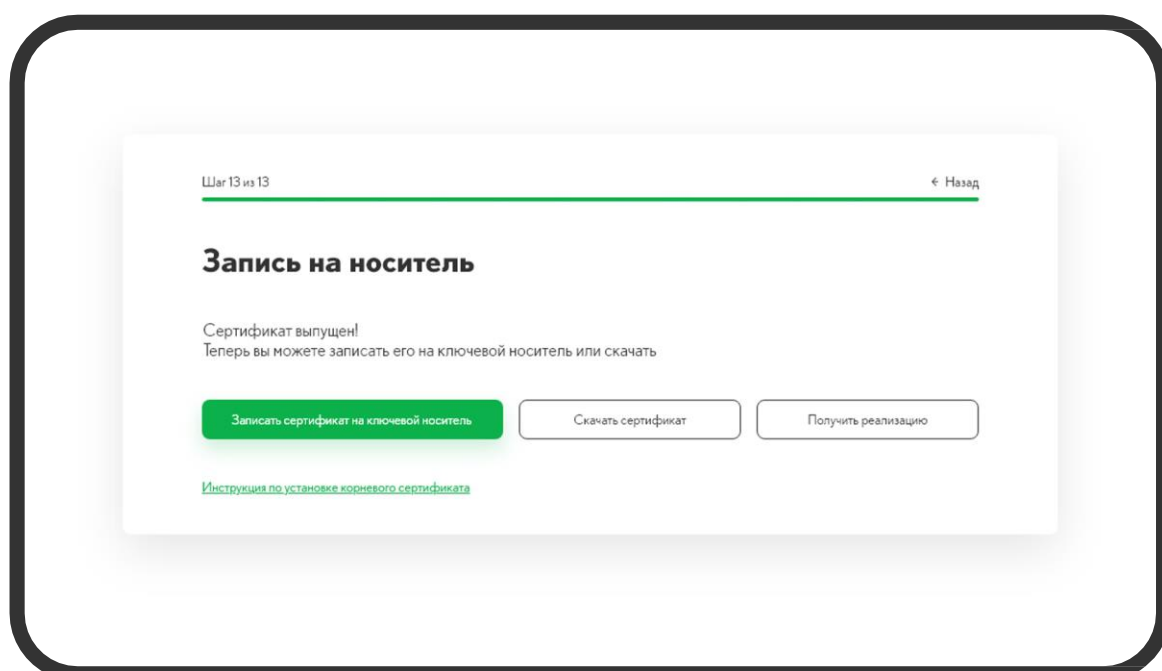 Шаг 13 из 13
← Назад
Запись на носитель
Сертификат выпущен!
Теперь вы можете записать его на ключевой носитель или скачать
Записать сертификат на ключевой носитель
Скачать сертификат
Получить реализацию
Инструкция по установке корневого сертификата